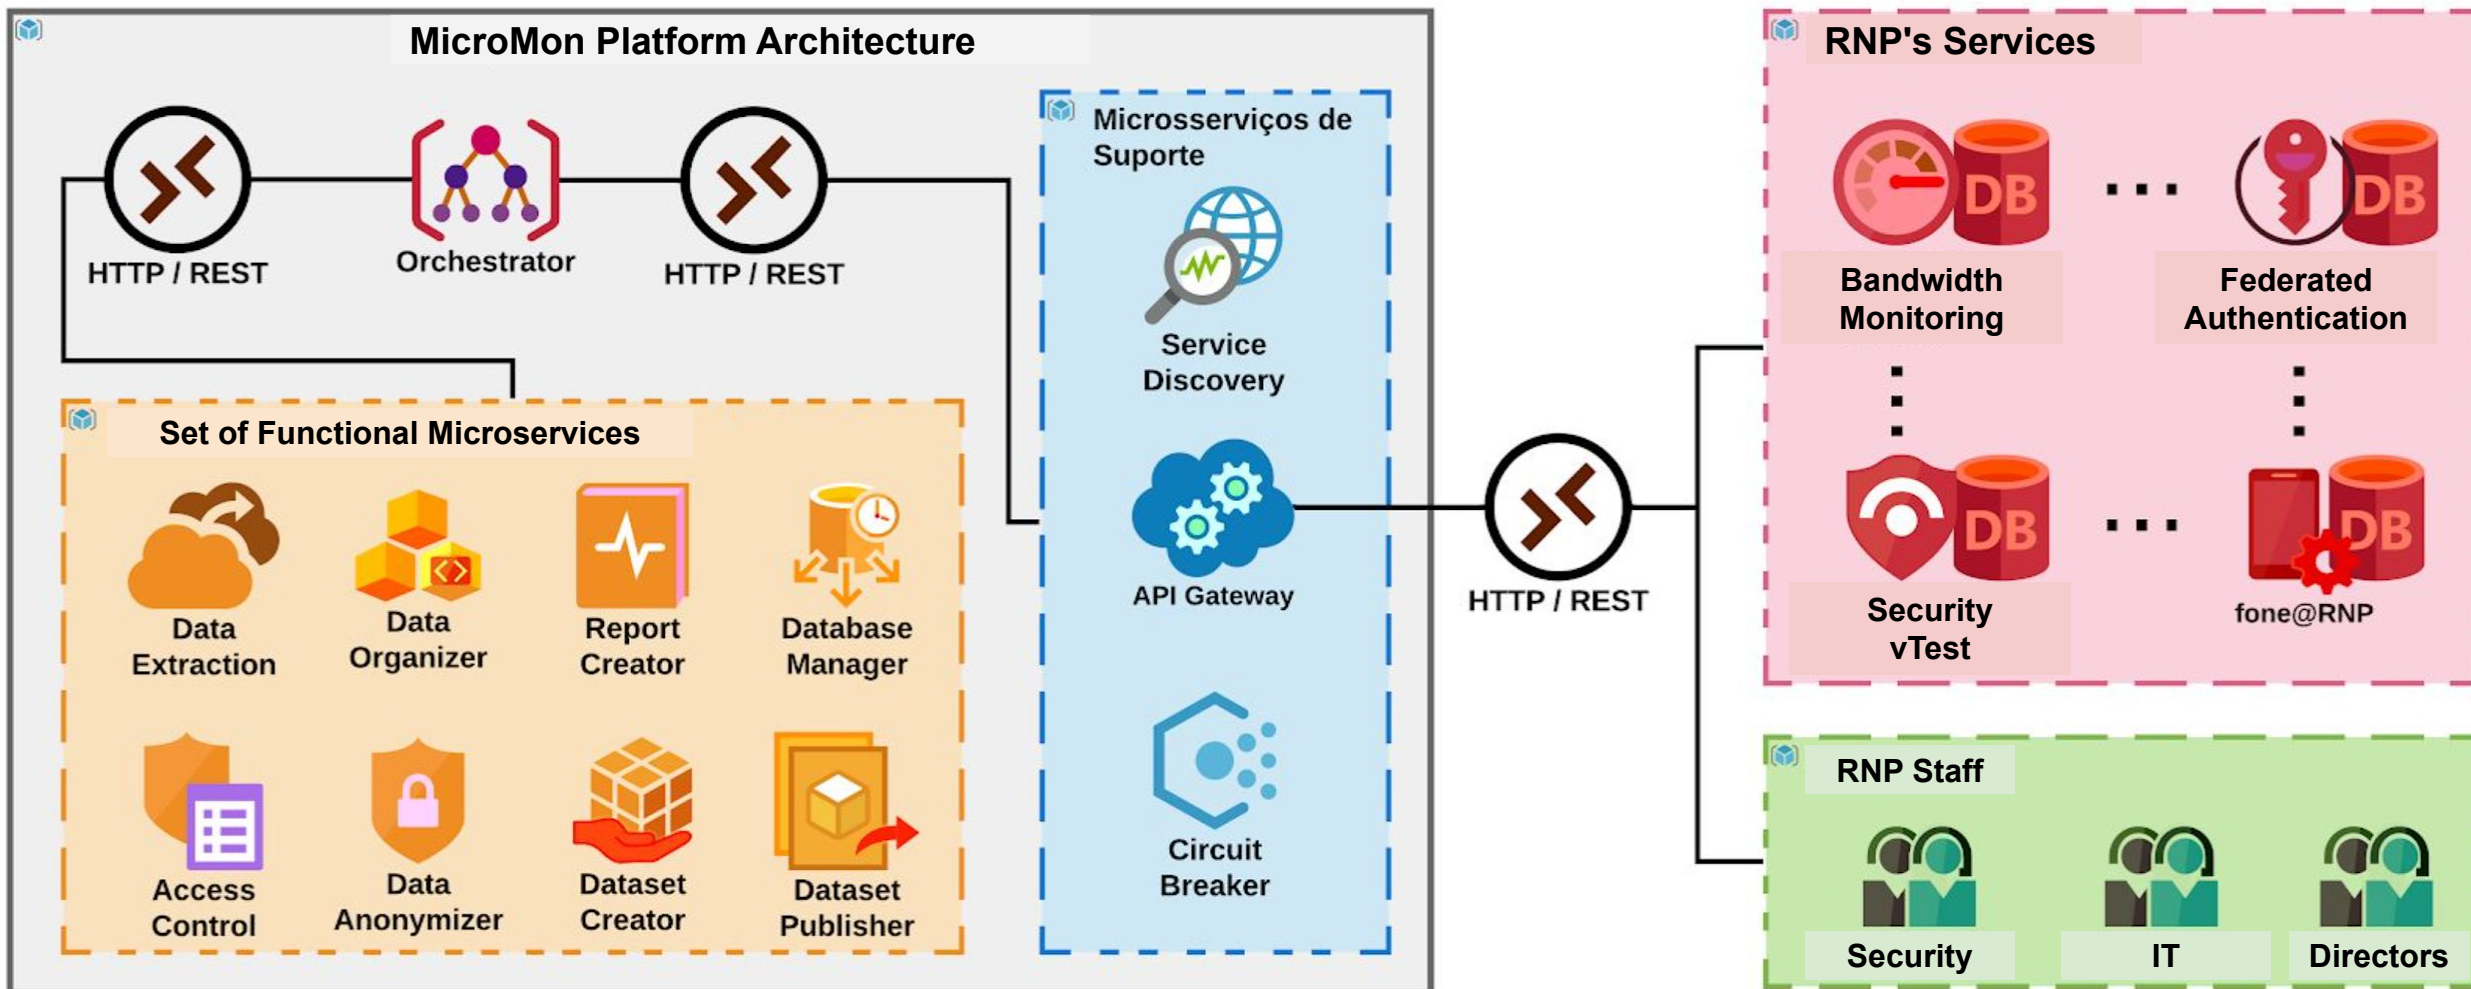 MicroMon Platform Architecture
HTTP / REST
Orchestrator
HTTP / REST
Set of Functional Microservices
Data
Extraction
Data
Organizer
Report
Creator
Database
Manager
Access
Control
Data
Anonymizer
Dataset
Creator
Dataset
Publisher
Microsserviços de
Suporte
Service
Discovery
API Gateway
Circuit
Breaker
HTTP / REST
RNP's Services
DB
Bandwidth
Monitoring
...
DB
Federated
Authentication
DB
Security
vTest
...
DB
fone@RNP
RNP Staff
Security
IT
Directors